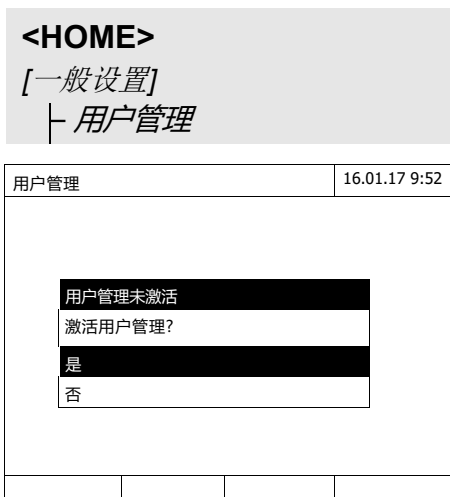 <HOME>
[一般设置]
用户管理
用户管理 16.01.17 9:52
用户管理未激活
激活用户管理?
是
否